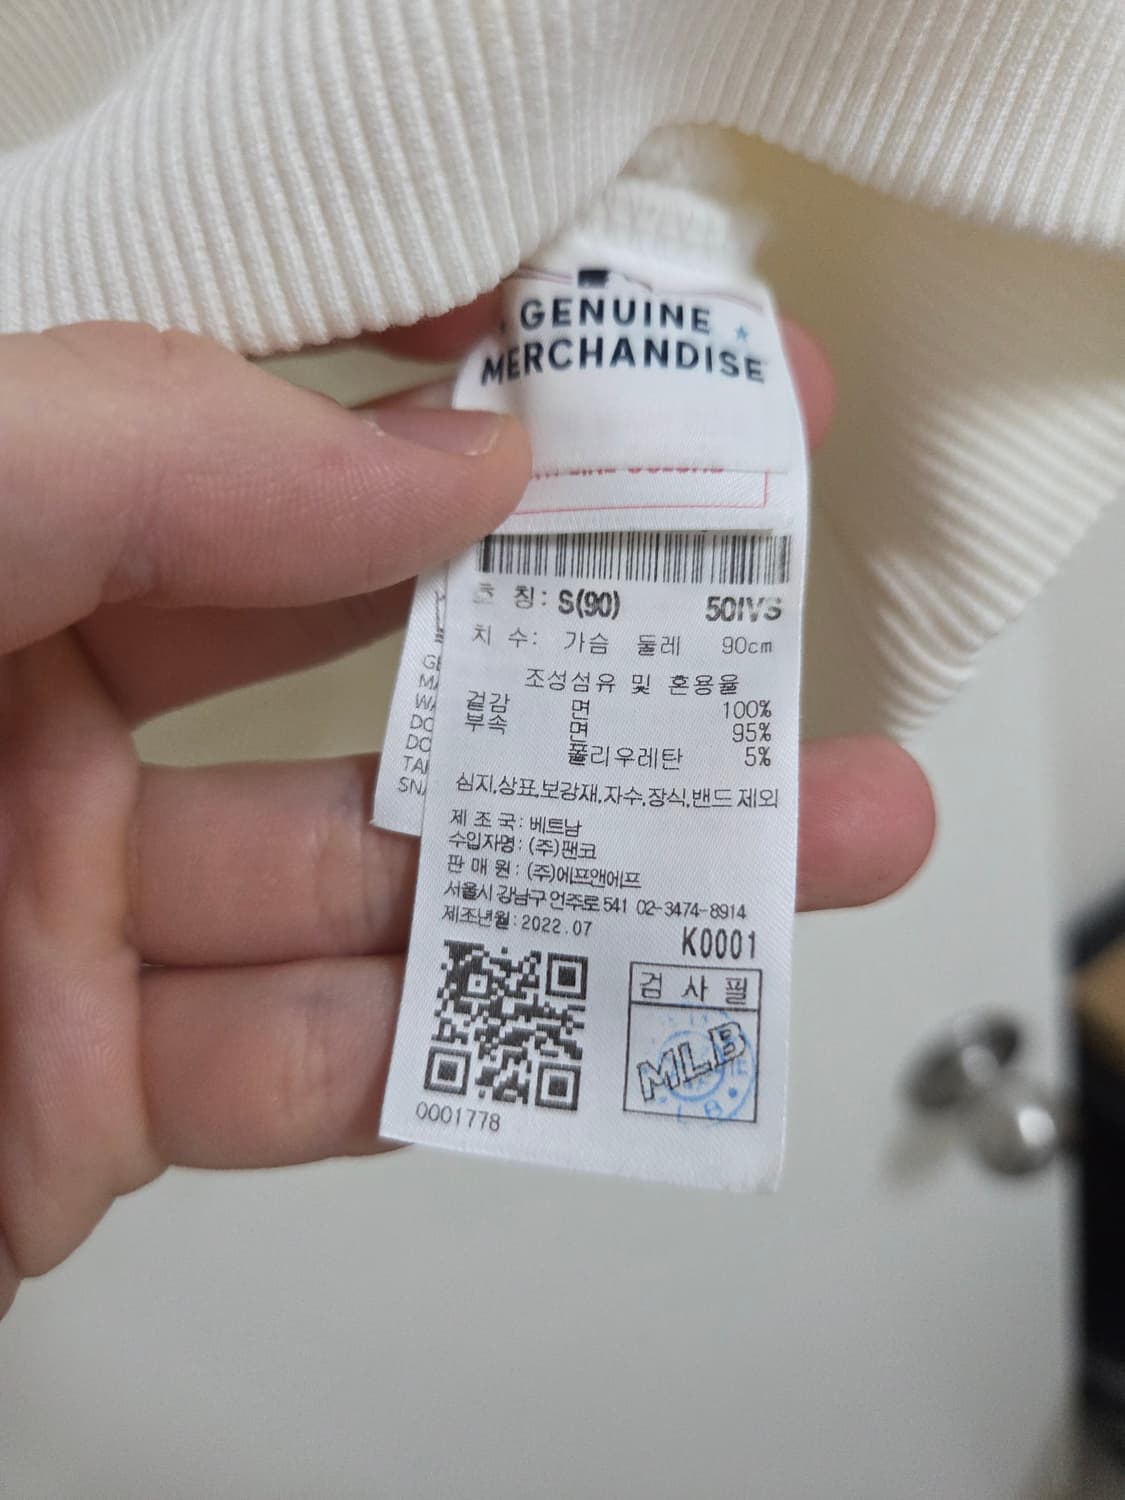 GENUINE
MERCHANDISE
호 칭: S(90) 50IVS
치 수: 가슴 둘레 90cm
조성섬유 및 혼용율
겉감 면 100%
부속 면 95%
폴리우레탄 5%
심지,상표,보강재,자수,장식,밴드 제외
제 조 국: 베트남
수입자명: (주)팬코
판 매 원: (주)에프앤에프
서울시 강남구 언주로 541 02-3474-8914
제조년월: 2022.07
K0001
검 사 필
MLB
0001778